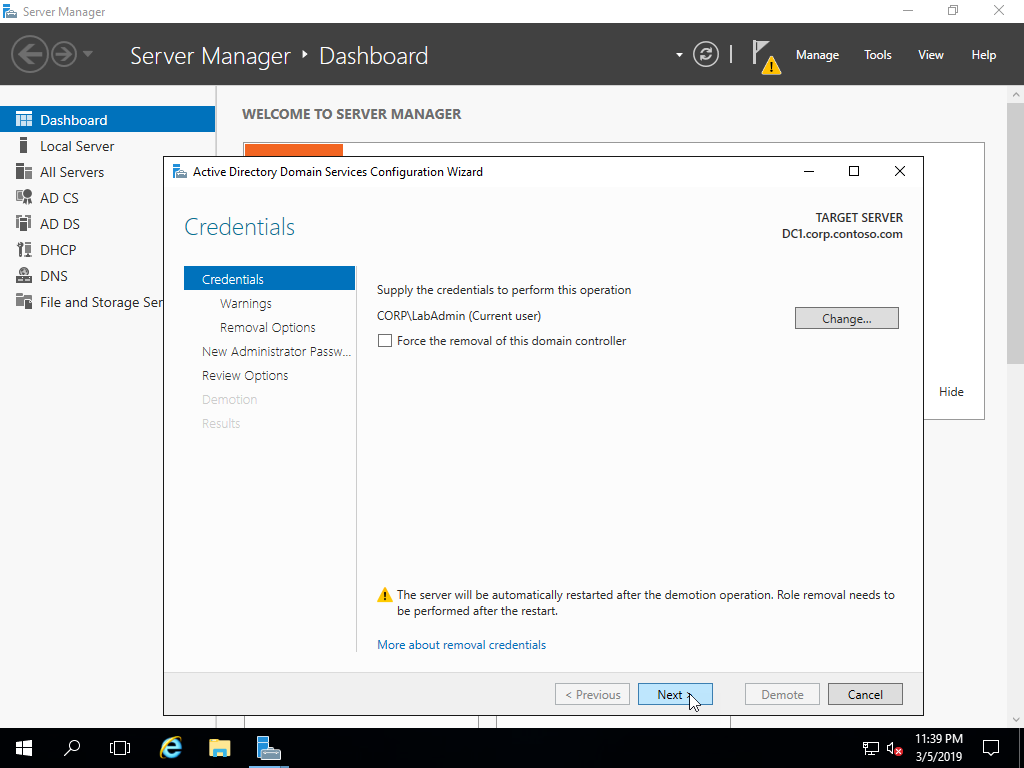 Server Manager
Server Manager ‣ Dashboard
Manage Tools View Help
Dashboard
Local Server
All Servers
AD CS
AD DS
DHCP
DNS
File and Storage Ser
WELCOME TO SERVER MANAGER
Active Directory Domain Services Configuration Wizard
Credentials
TARGET SERVER
DC1.corp.contoso.com
Credentials
Warnings
Removal Options
New Administrator Passw...
Review Options
Demotion
Results
Supply the credentials to perform this operation
CORP\LabAdmin (Current user)
Change...
Force the removal of this domain controller
Hide
The server will be automatically restarted after the demotion operation. Role removal needs to
be performed after the restart.
More about removal credentials
< Previous
Next >
Demote
Cancel
11:39 PM
3/5/2019